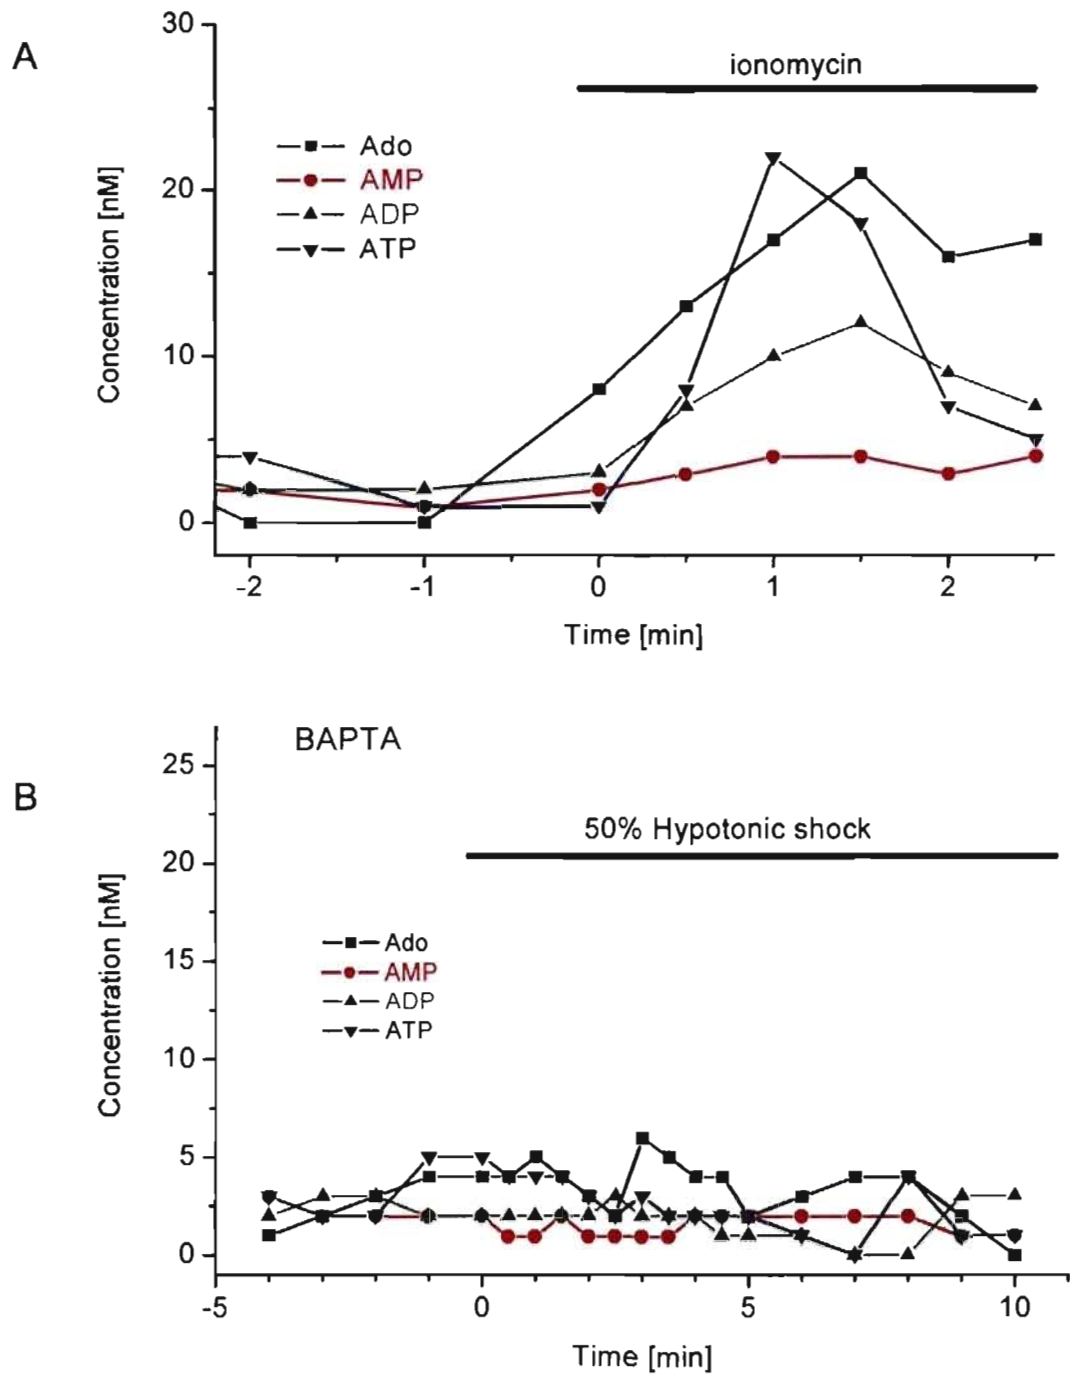 A
30
20
10
0
Concentration [nM]
ionomycin
Ado
AMP
ADP
ATP
-2 -1 0 1 2
Time [min]
B
BAPTA
25
20
15
10
5
0
Concentration [nM]
50% Hypotonic shock
Ado
AMP
ADP
ATP
-5 0 5 10
Time [min]